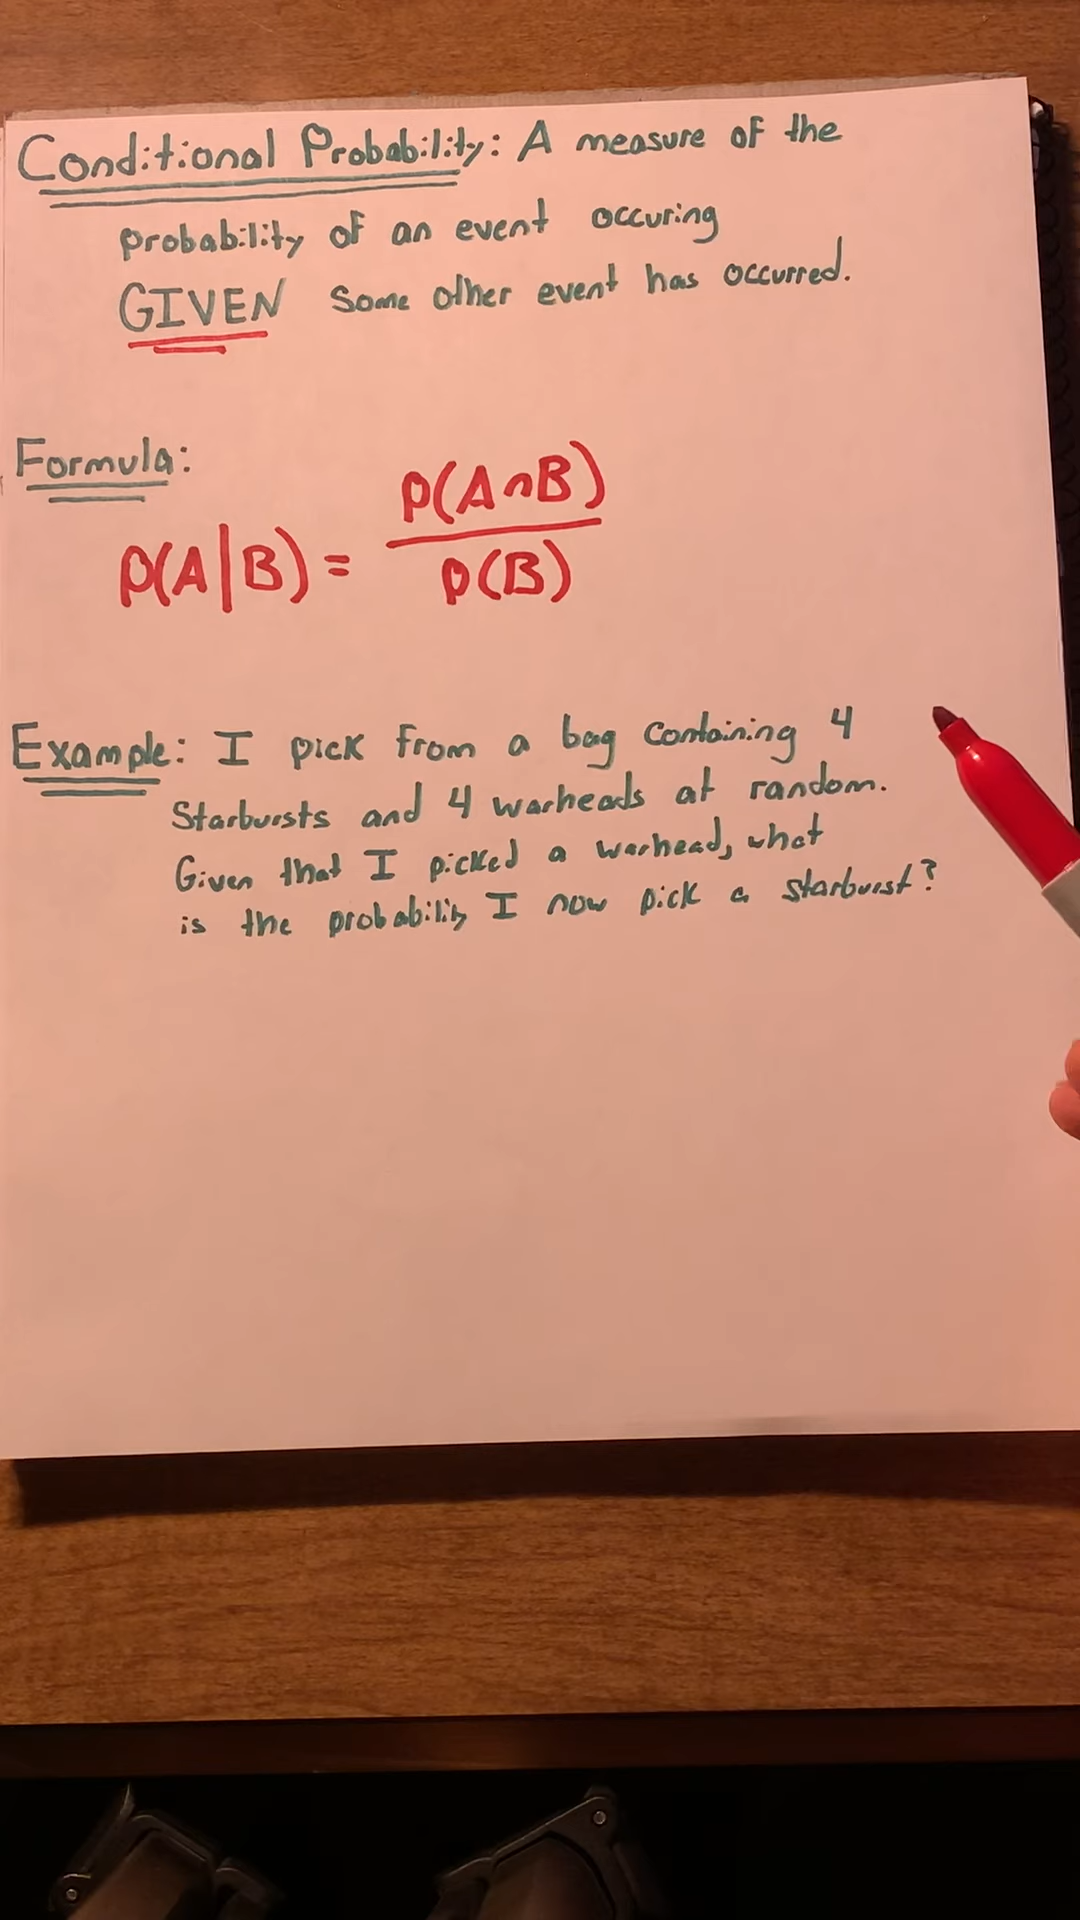 Conditional Probability: A measure of the
probability of an event occuring
GIVEN some other event has occurred.
Formula:
P(A|B) = P(A∩B)
P(B)
Example: I pick from a bag containing 4
Starbursts and 4 warheads at random.
Given that I picked a warhead, what
is the probability I now pick a starburst?